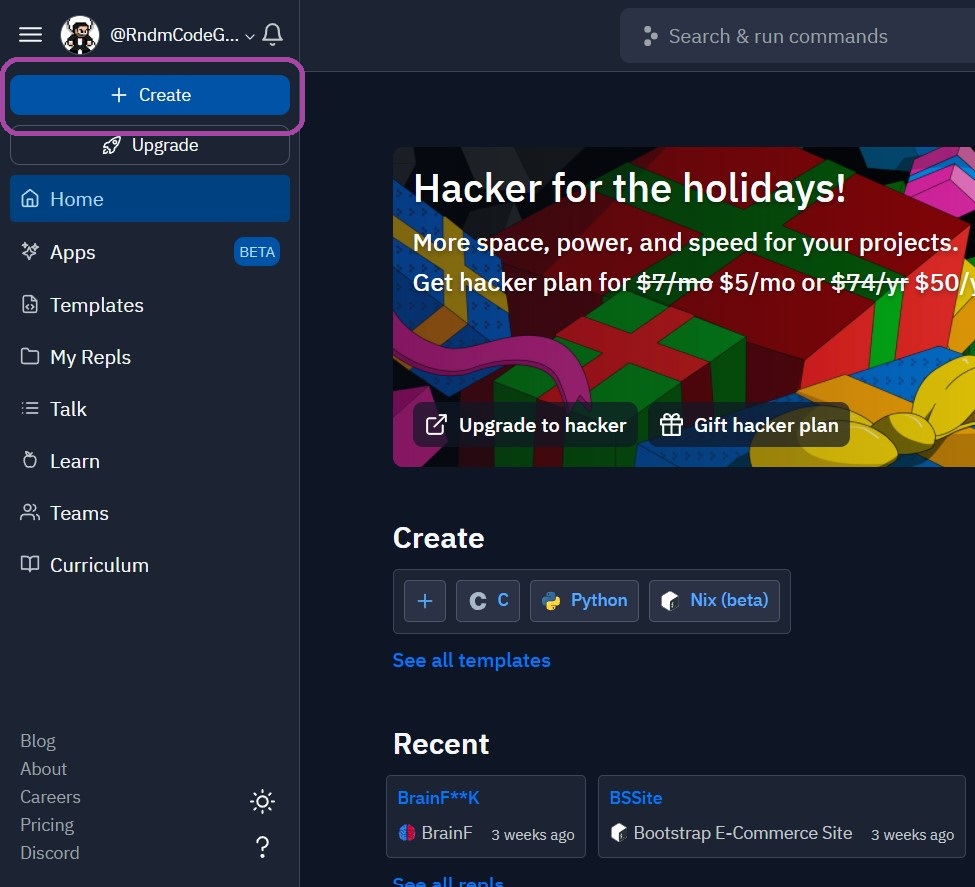 @RndmCodeG...
Search & run commands
+ Create
Upgrade
Home
Apps BETA
Templates
My Repls
Talk
Learn
Teams
Curriculum
Blog
About
Careers
Pricing
Discord
?
Hacker for the holidays!
More space, power, and speed for your projects.
Get hacker plan for $7/mo $5/mo or $74/yr $50/y
Upgrade to hacker Gift hacker plan
Create
+ C C Python Nix (beta)
See all templates
Recent
BrainF**K BSSite
BrainF 3 weeks ago Bootstrap E-Commerce Site 3 weeks ago
See all repls